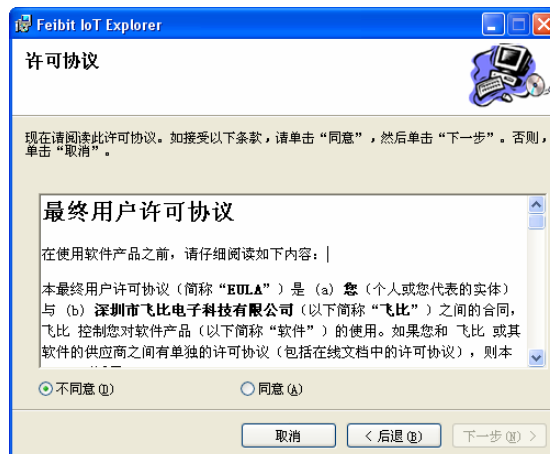 Feibit IoT Explorer
许可协议
现在请阅读此许可协议。如接受以下条款，请单击“同意”，然后单击“下一步”。否则，
单击“取消”。
最终用户许可协议
在使用软件产品之前，请仔细阅读如下内容：
本最终用户许可协议（简称“EULA”）是 (a) 您（个人或您代表的实体）
与 (b) 深圳市飞比电子科技有限公司（以下简称“飞比”）之间的合同，
飞比 控制您对软件产品（以下简称“软件”）的使用。如果您和 飞比 或其
软件的供应商之间有单独的许可协议（包括在线文档中的许可协议），则本
不同意(D)
同意(A)
取消
< 后退(B)
下一步(N) >